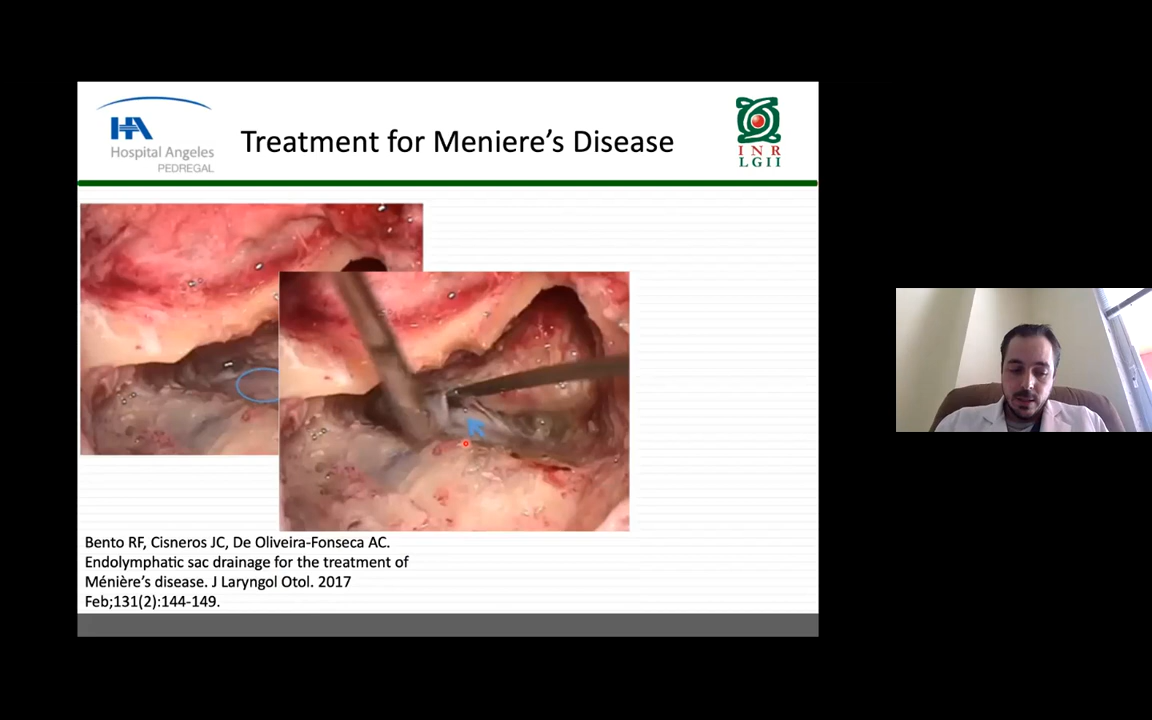 Hospital Angeles
PEDREGAL
Treatment for Meniere's Disease
I N R
LGII
Bento RF, Cisneros JC, De Oliveira-Fonseca AC.
Endolymphatic sac drainage for the treatment of
Ménière's disease. J Laryngol Otol. 2017
Feb;131(2):144-149.